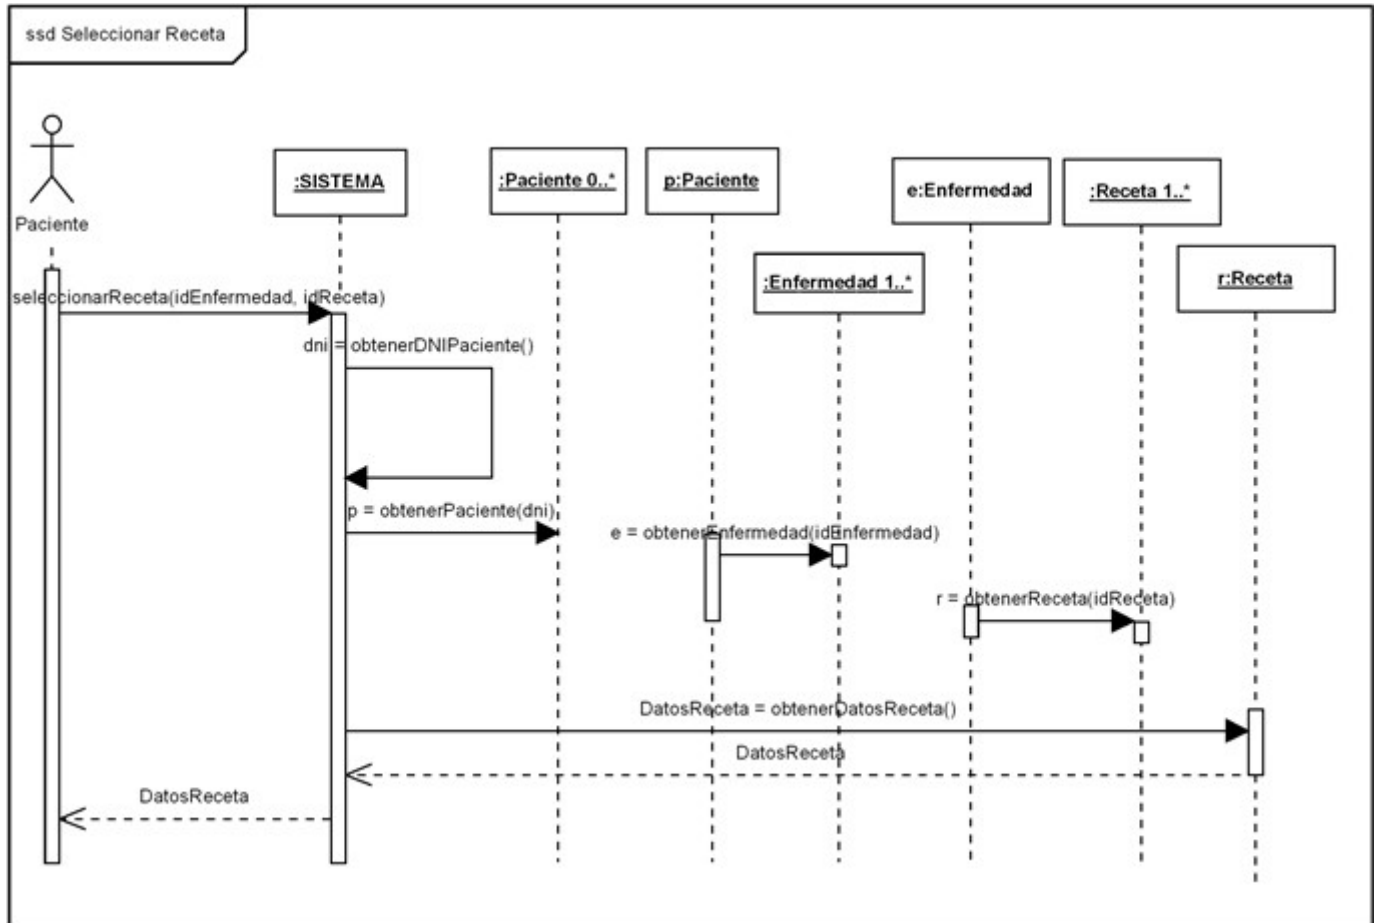 ssd Seleccionar Receta
Paciente
:SISTEMA
:Paciente 0..*
p:Paciente
e:Enfermedad
:Receta 1..*
:Enfermedad 1..*
r:Receta
seleccionarReceta(idEnfermedad, idReceta)
dni = obtenerDNIPaciente()
p = obtenerPaciente(dni)
e = obtenerEnfermedad(idEnfermedad)
r = obtenerReceta(idReceta)
DatosReceta = obtenerDatosReceta()
DatosReceta
DatosReceta